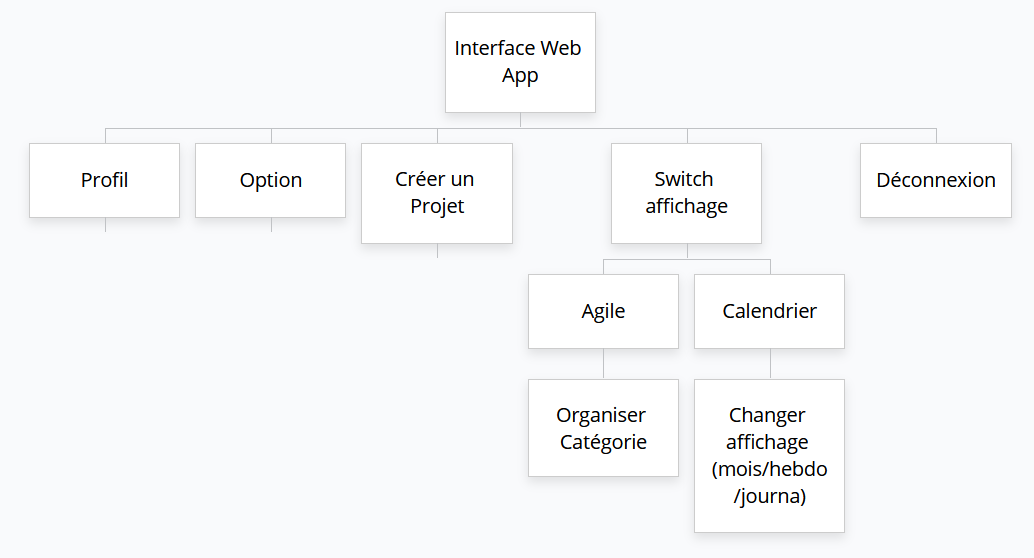 Interface Web
App
Profil
Option
Créer un
Projet
Switch
affichage
Déconnexion
Agile
Calendrier
Organiser
Catégorie
Changer
affichage
(mois/hebdo
/journa)